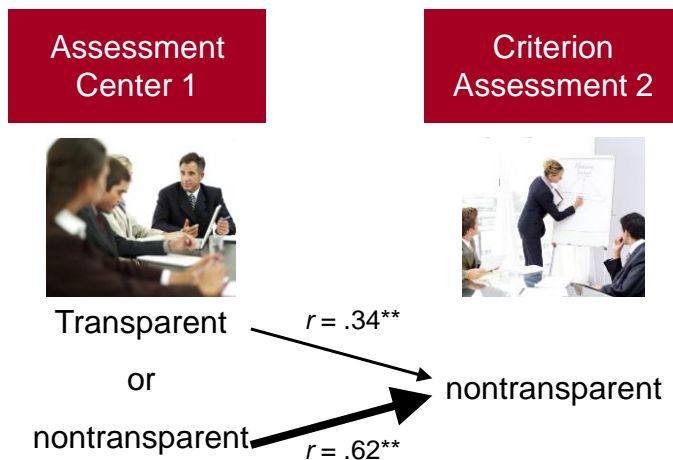 Assessment
Center 1
Criterion
Assessment 2
Transparent
r = .34**
or
nontransparent
nontransparent
r = .62**